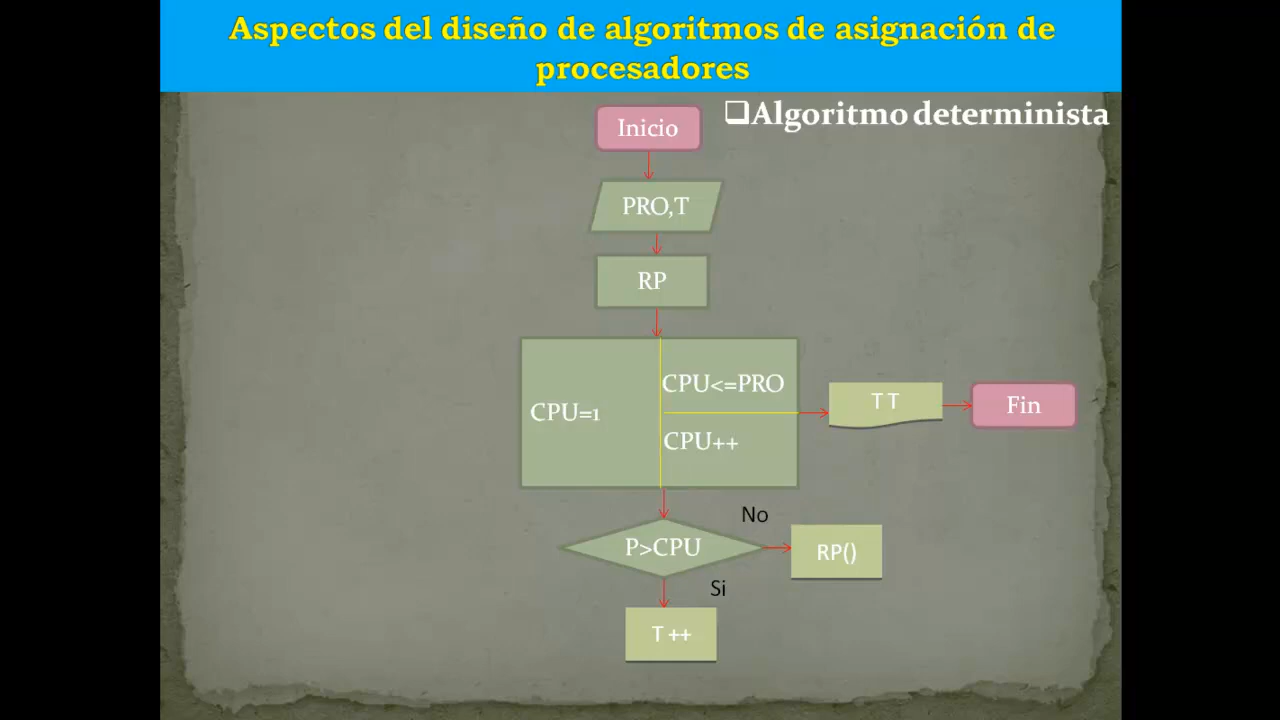 Aspectos del diseño de algoritmos de asignación de
procesadores
❑Algoritmo determinista
Inicio
PRO,T
RP
CPU=1
CPU<=PRO
CPU++
T T
Fin
P>CPU
No
RP()
Si
T ++